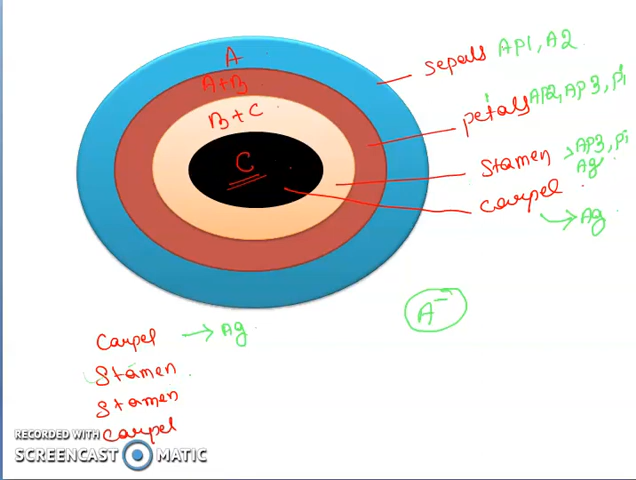 A
A+B
B+C
C
sepals AP1, A2
petals AP2, AP3, Pi
stamen AP3, Pi
Ag
carpel
Ag
A⁻
Carpel → Ag
Stamen
Stamen
Carpel
RECORDED WITH
SCREENCAST MATIC